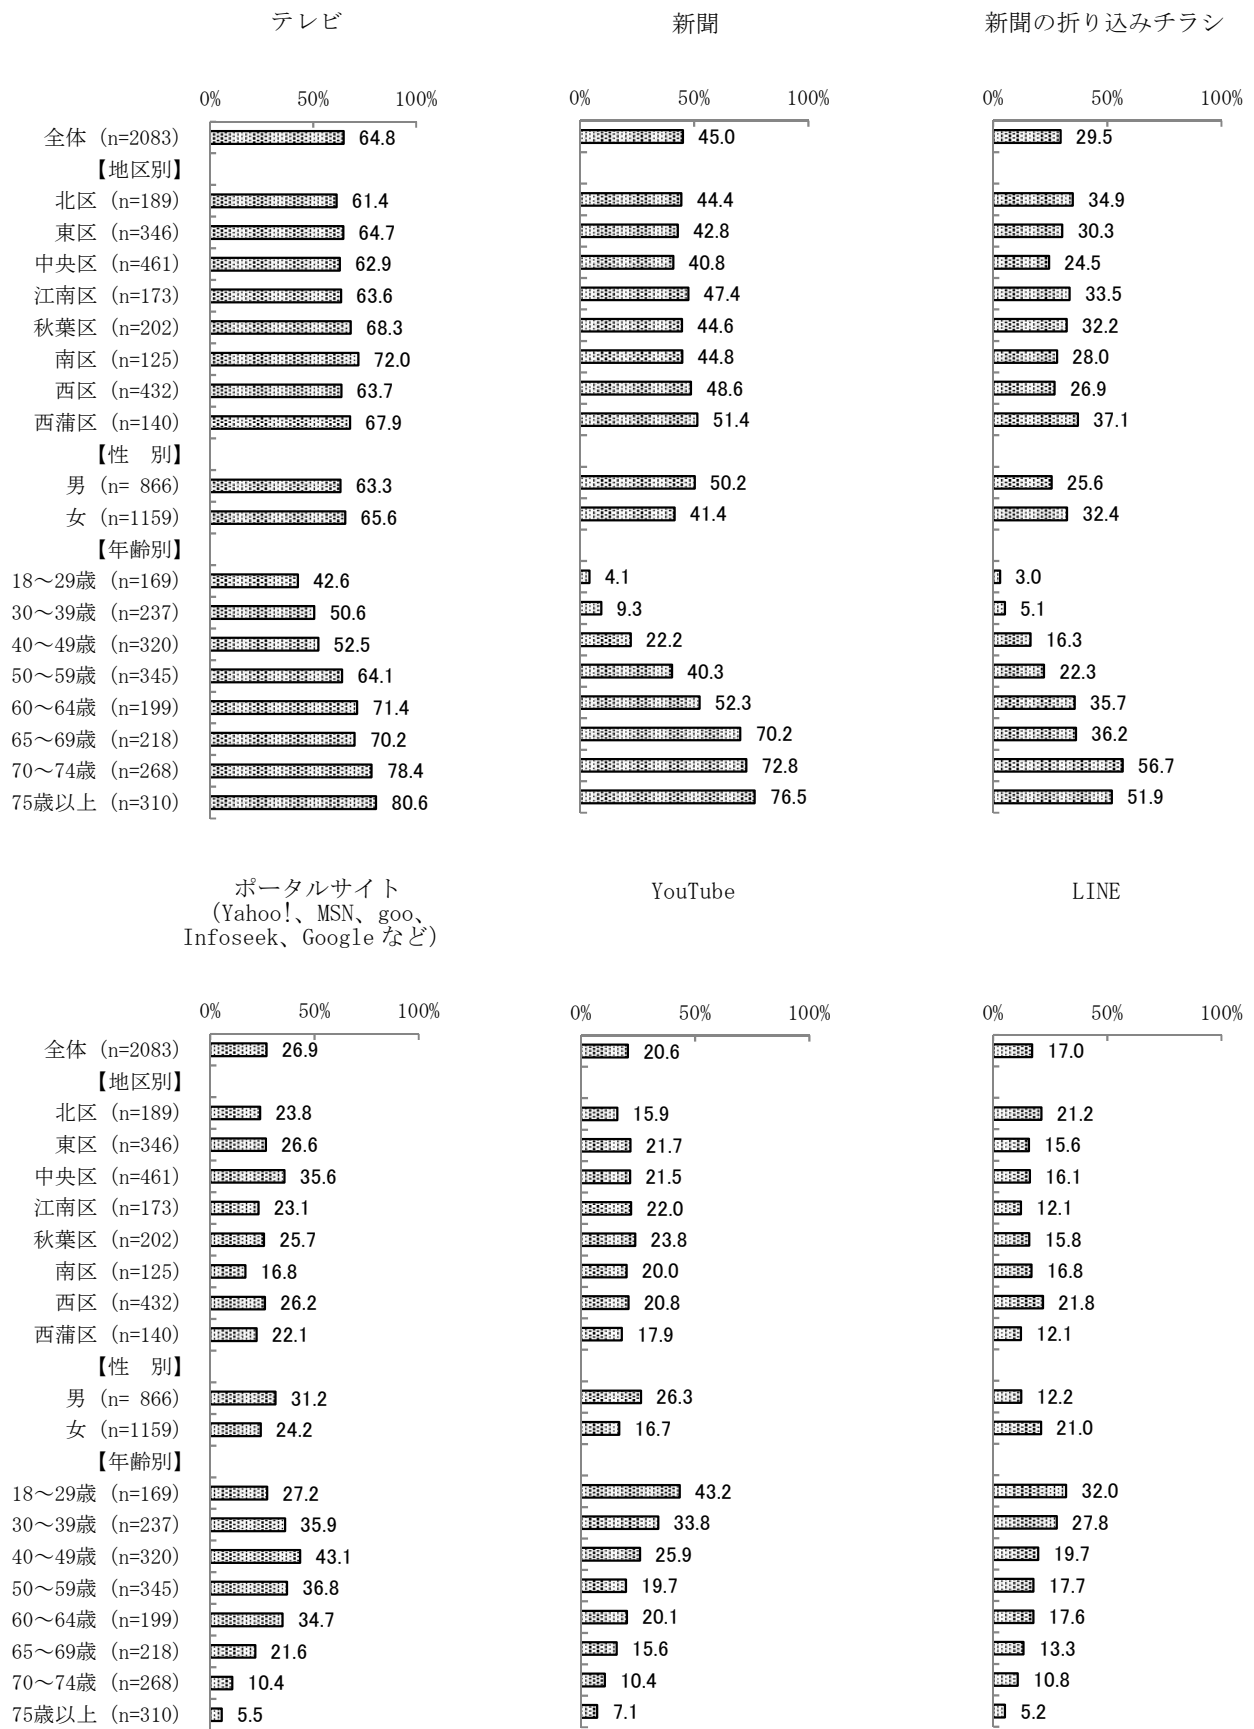 テレビ 新聞 新聞の折り込みチラシ
0% 50% 100% 0% 50% 100% 0% 50% 100%
全体 (n=2083) 64.8 45.0 29.5
【地区別】
北区 (n=189) 61.4 44.4 34.9
東区 (n=346) 64.7 42.8 30.3
中央区 (n=461) 62.9 40.8 24.5
江南区 (n=173) 63.6 47.4 33.5
秋葉区 (n=202) 68.3 44.6 32.2
南区 (n=125) 72.0 44.8 28.0
西区 (n=432) 63.7 48.6 26.9
西蒲区 (n=140) 67.9 51.4 37.1
【性　別】
男 (n= 866) 63.3 50.2 25.6
女 (n=1159) 65.6 41.4 32.4
【年齢別】
18～29歳 (n=169) 42.6 4.1 3.0
30～39歳 (n=237) 50.6 9.3 5.1
40～49歳 (n=320) 52.5 22.2 16.3
50～59歳 (n=345) 64.1 40.3 22.3
60～64歳 (n=199) 71.4 52.3 35.7
65～69歳 (n=218) 70.2 70.2 36.2
70～74歳 (n=268) 78.4 72.8 56.7
75歳以上 (n=310) 80.6 76.5 51.9
ポータルサイト YouTube LINE
(Yahoo!、MSN、goo、
Infoseek、Google など)
0% 50% 100% 0% 50% 100% 0% 50% 100%
全体 (n=2083) 26.9 20.6 17.0
【地区別】
北区 (n=189) 23.8 15.9 21.2
東区 (n=346) 26.6 21.7 15.6
中央区 (n=461) 35.6 21.5 16.1
江南区 (n=173) 23.1 22.0 12.1
秋葉区 (n=202) 25.7 23.8 15.8
南区 (n=125) 16.8 20.0 16.8
西区 (n=432) 26.2 20.8 21.8
西蒲区 (n=140) 22.1 17.9 12.1
【性　別】
男 (n= 866) 31.2 26.3 12.2
女 (n=1159) 24.2 16.7 21.0
【年齢別】
18～29歳 (n=169) 27.2 43.2 32.0
30～39歳 (n=237) 35.9 33.8 27.8
40～49歳 (n=320) 43.1 25.9 19.7
50～59歳 (n=345) 36.8 19.7 17.7
60～64歳 (n=199) 34.7 20.1 17.6
65～69歳 (n=218) 21.6 15.6 13.3
70～74歳 (n=268) 10.4 10.4 10.8
75歳以上 (n=310) 5.5 7.1 5.2